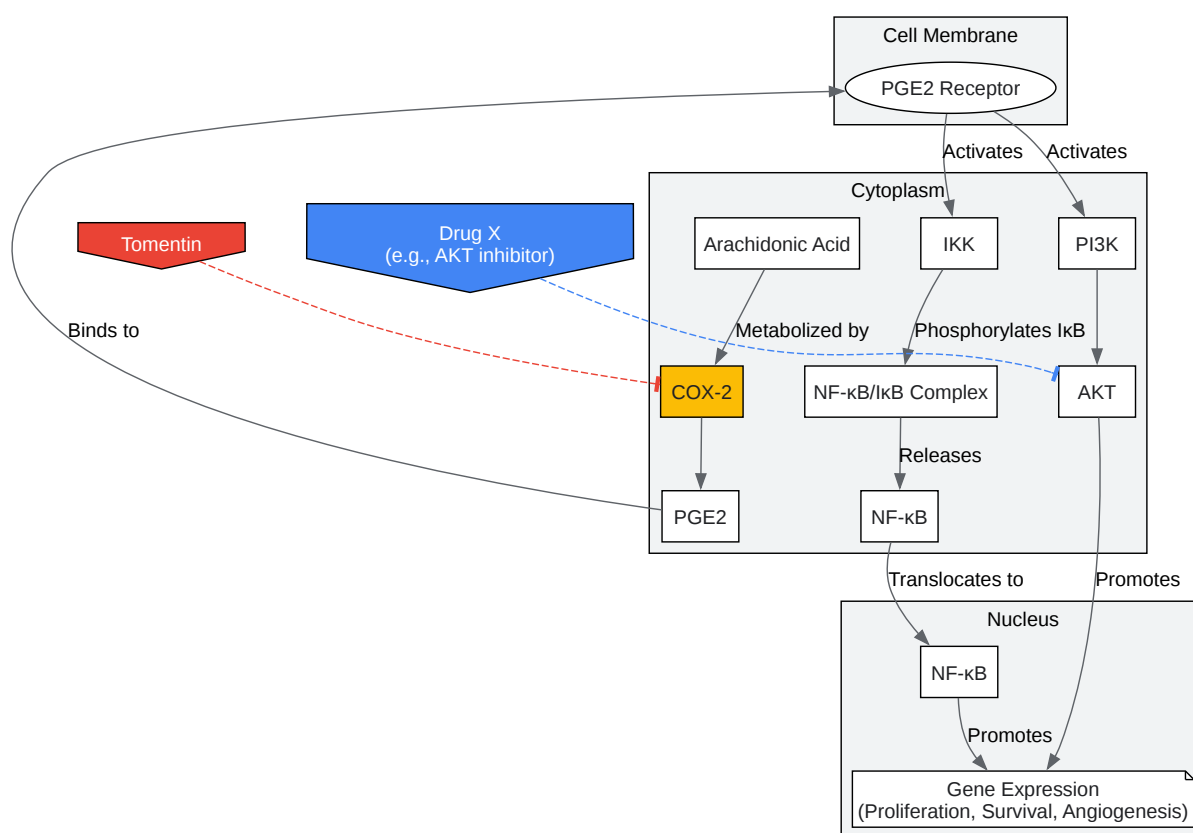 Cell Membrane
PGE2 Receptor
Activates
Activates
Cytoplasm
Tomentin
Drug X
(e.g., AKT inhibitor)
Arachidonic Acid
IKK
PI3K
Binds to
Metabolized by
Phosphorylates IκB
COX-2
NF-κB/IκB Complex
AKT
Releases
PGE2
NF-κB
Translocates to
Promotes
Nucleus
NF-κB
Promotes
Gene Expression
(Proliferation, Survival, Angiogenesis)